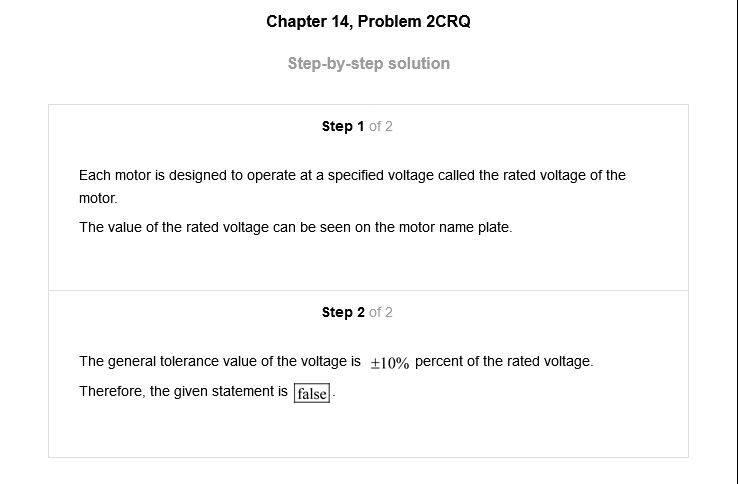 Chapter 14, Problem 2CRQ
Step-by-step solution
Step 1 of 2
Each motor is designed to operate at a specified voltage called the rated voltage of the
motor.
The value of the rated voltage can be seen on the motor name plate.
Step 2 of 2
The general tolerance value of the voltage is ±10% percent of the rated voltage.
Therefore, the given statement is false.